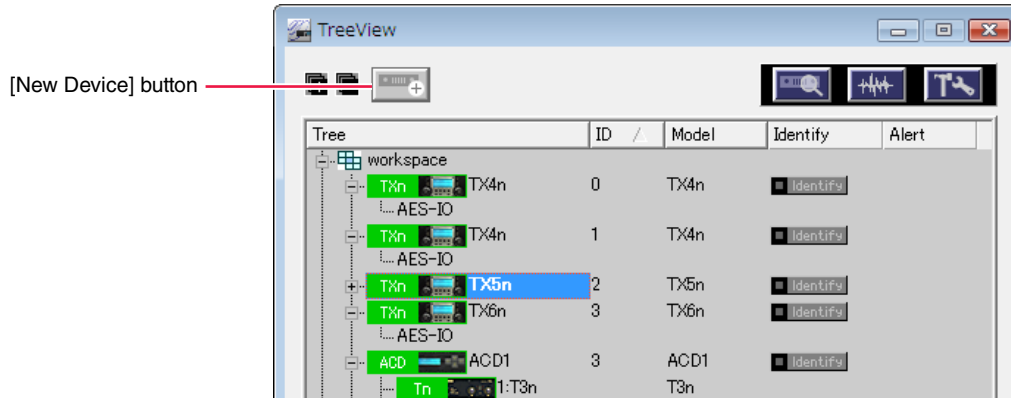 TreeView
[New Device] button
Tree ID Model Identify Alert
workspace
TXn TX4n 0 TX4n Identify
AES-IO
TXn TX4n 1 TX4n Identify
AES-IO
TXn TX5n 2 TX5n Identify
TXn TX6n 3 TX6n Identify
AES-IO
ACD ACD1 3 ACD1 Identify
Tn 1:T3n T3n